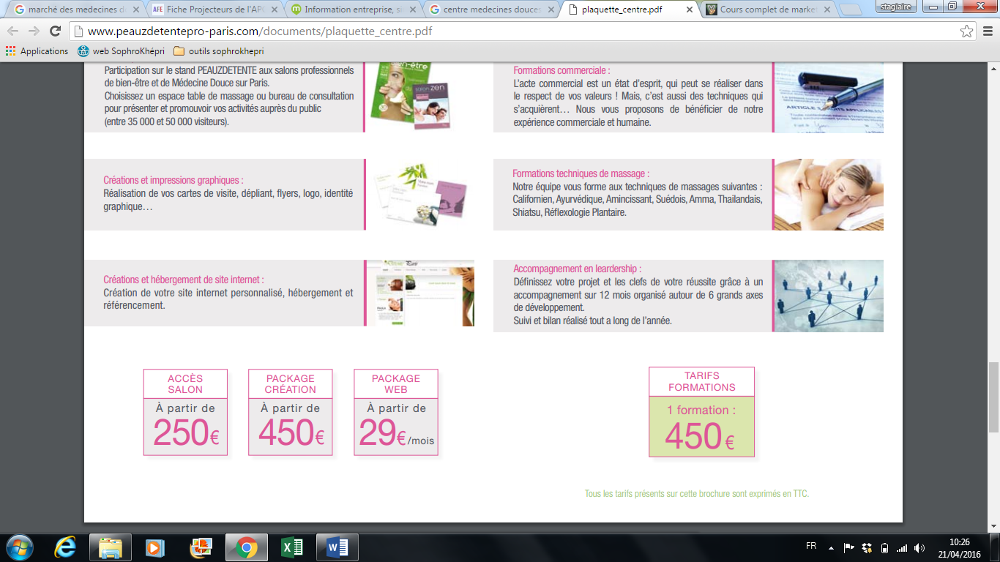 marché des medecines d
Fiche Projecteurs de l'AP
Information entreprise, si
centre medecines douces
plaquette_centre.pdf
Cours complet de marke
stagiaire
www.peauzdetentepro-paris.com/documents/plaquette_centre.pdf
Applications
web SophroKhépri
outils sophrokhepri
Participation sur le stand PEAUZDETENTE aux salons professionnels
de bien-être et de Médecine Douce sur Paris.
Choisissez un espace table de massage ou bureau de consultation
pour présenter et promouvoir vos activités auprès du public
(entre 35 000 et 50 000 visiteurs).
Formations commerciale :
L'acte commercial est un état d'esprit, qui peut se réaliser dans
le respect de vos valeurs ! Mais, c'est aussi des techniques qui
s'acquièrent… Nous vous proposons de bénéficier de notre
expérience commerciale et humaine.
Créations et impressions graphiques :
Réalisation de vos cartes de visite, dépliant, flyers, logo, identité
graphique…
Formations techniques de massage :
Notre équipe vous forme aux techniques de massages suivantes :
Californien, Ayurvédique, Amincissant, Suédois, Amma, Thailandais,
Shiatsu, Réflexologie Plantaire.
Créations et hébergement de site internet :
Création de votre site internet personnalisé, hébergement et
référencement.
Accompagnement en leardership :
Définissez votre projet et les clefs de votre réussite grâce à un
accompagnement sur 12 mois organisé autour de 6 grands axes
de développement.
Suivi et bilan réalisé tout a long de l'année.
ACCÈS
SALON
À partir de
250€
PACKAGE
CRÉATION
À partir de
450€
PACKAGE
WEB
À partir de
29€/mois
TARIFS
FORMATIONS
1 formation :
450 €
Tous les tarifs présents sur cette brochure sont exprimés en TTC.
FR
10:26
21/04/2016